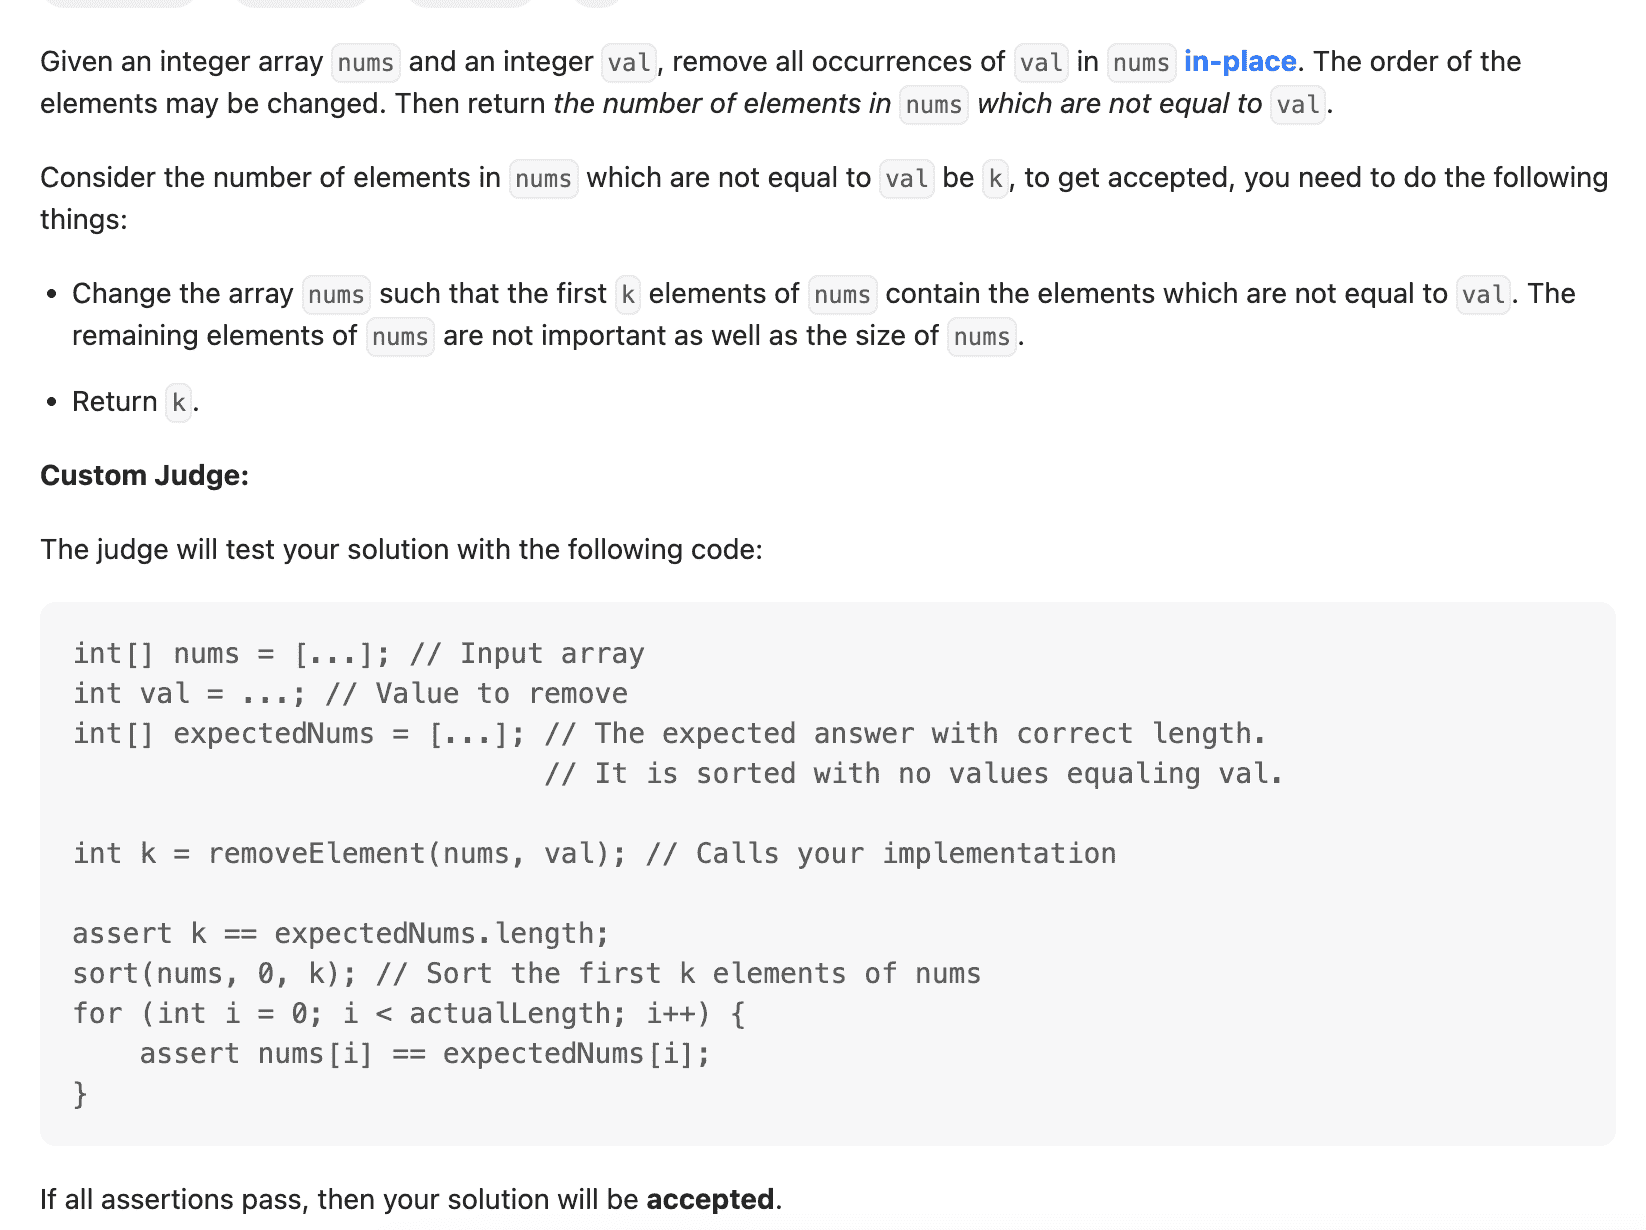 Given an integer array nums and an integer val, remove all occurrences of val in nums in-place. The order of the
elements may be changed. Then return the number of elements in nums which are not equal to val.
Consider the number of elements in nums which are not equal to val be k, to get accepted, you need to do the following
things:
• Change the array nums such that the first k elements of nums contain the elements which are not equal to val. The
remaining elements of nums are not important as well as the size of nums.
• Return k.
Custom Judge:
The judge will test your solution with the following code:
int[] nums = [...]; // Input array
int val = ...; // Value to remove
int[] expectedNums = [...]; // The expected answer with correct length.
                            // It is sorted with no values equaling val.
int k = removeElement(nums, val); // Calls your implementation
assert k == expectedNums.length;
sort(nums, 0, k); // Sort the first k elements of nums
for (int i = 0; i < actualLength; i++) {
    assert nums[i] == expectedNums[i];
}
If all assertions pass, then your solution will be accepted.